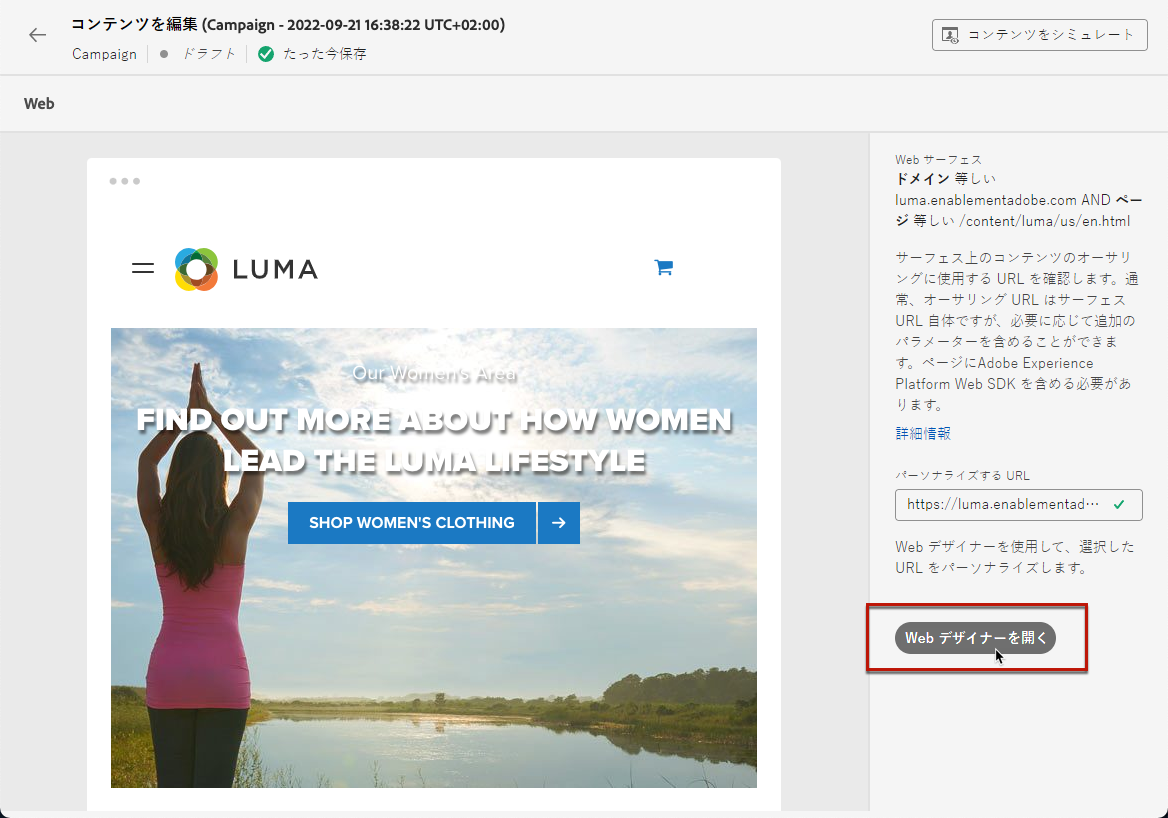 コンテンツを編集 (Campaign - 2022-09-21 16:38:22 UTC+02:00)
Campaign ドラフト たった今保存
コンテンツをシミュレート
Web
LUMA
Our Women's Area
FIND OUT MORE ABOUT HOW WOMEN
LEAD THE LUMA LIFESTYLE
SHOP WOMEN'S CLOTHING
Web サーフェス
ドメイン 等しい
luma.enablementadobe.com AND ペー
ジ 等しい /content/luma/us/en.html
サーフェス上のコンテンツのオーサリ
ングに使用する URL を確認します。通
常、オーサリング URL はサーフェス
URL 自体ですが、必要に応じて追加の
パラメーターを含めることができま
す。ページにAdobe Experience
Platform Web SDK を含める必要があ
ります。
詳細情報
パーソナライズする URL
https://luma.enablementad…
Web デザイナーを使用して、選択した
URL をパーソナライズします。
Web デザイナーを開く